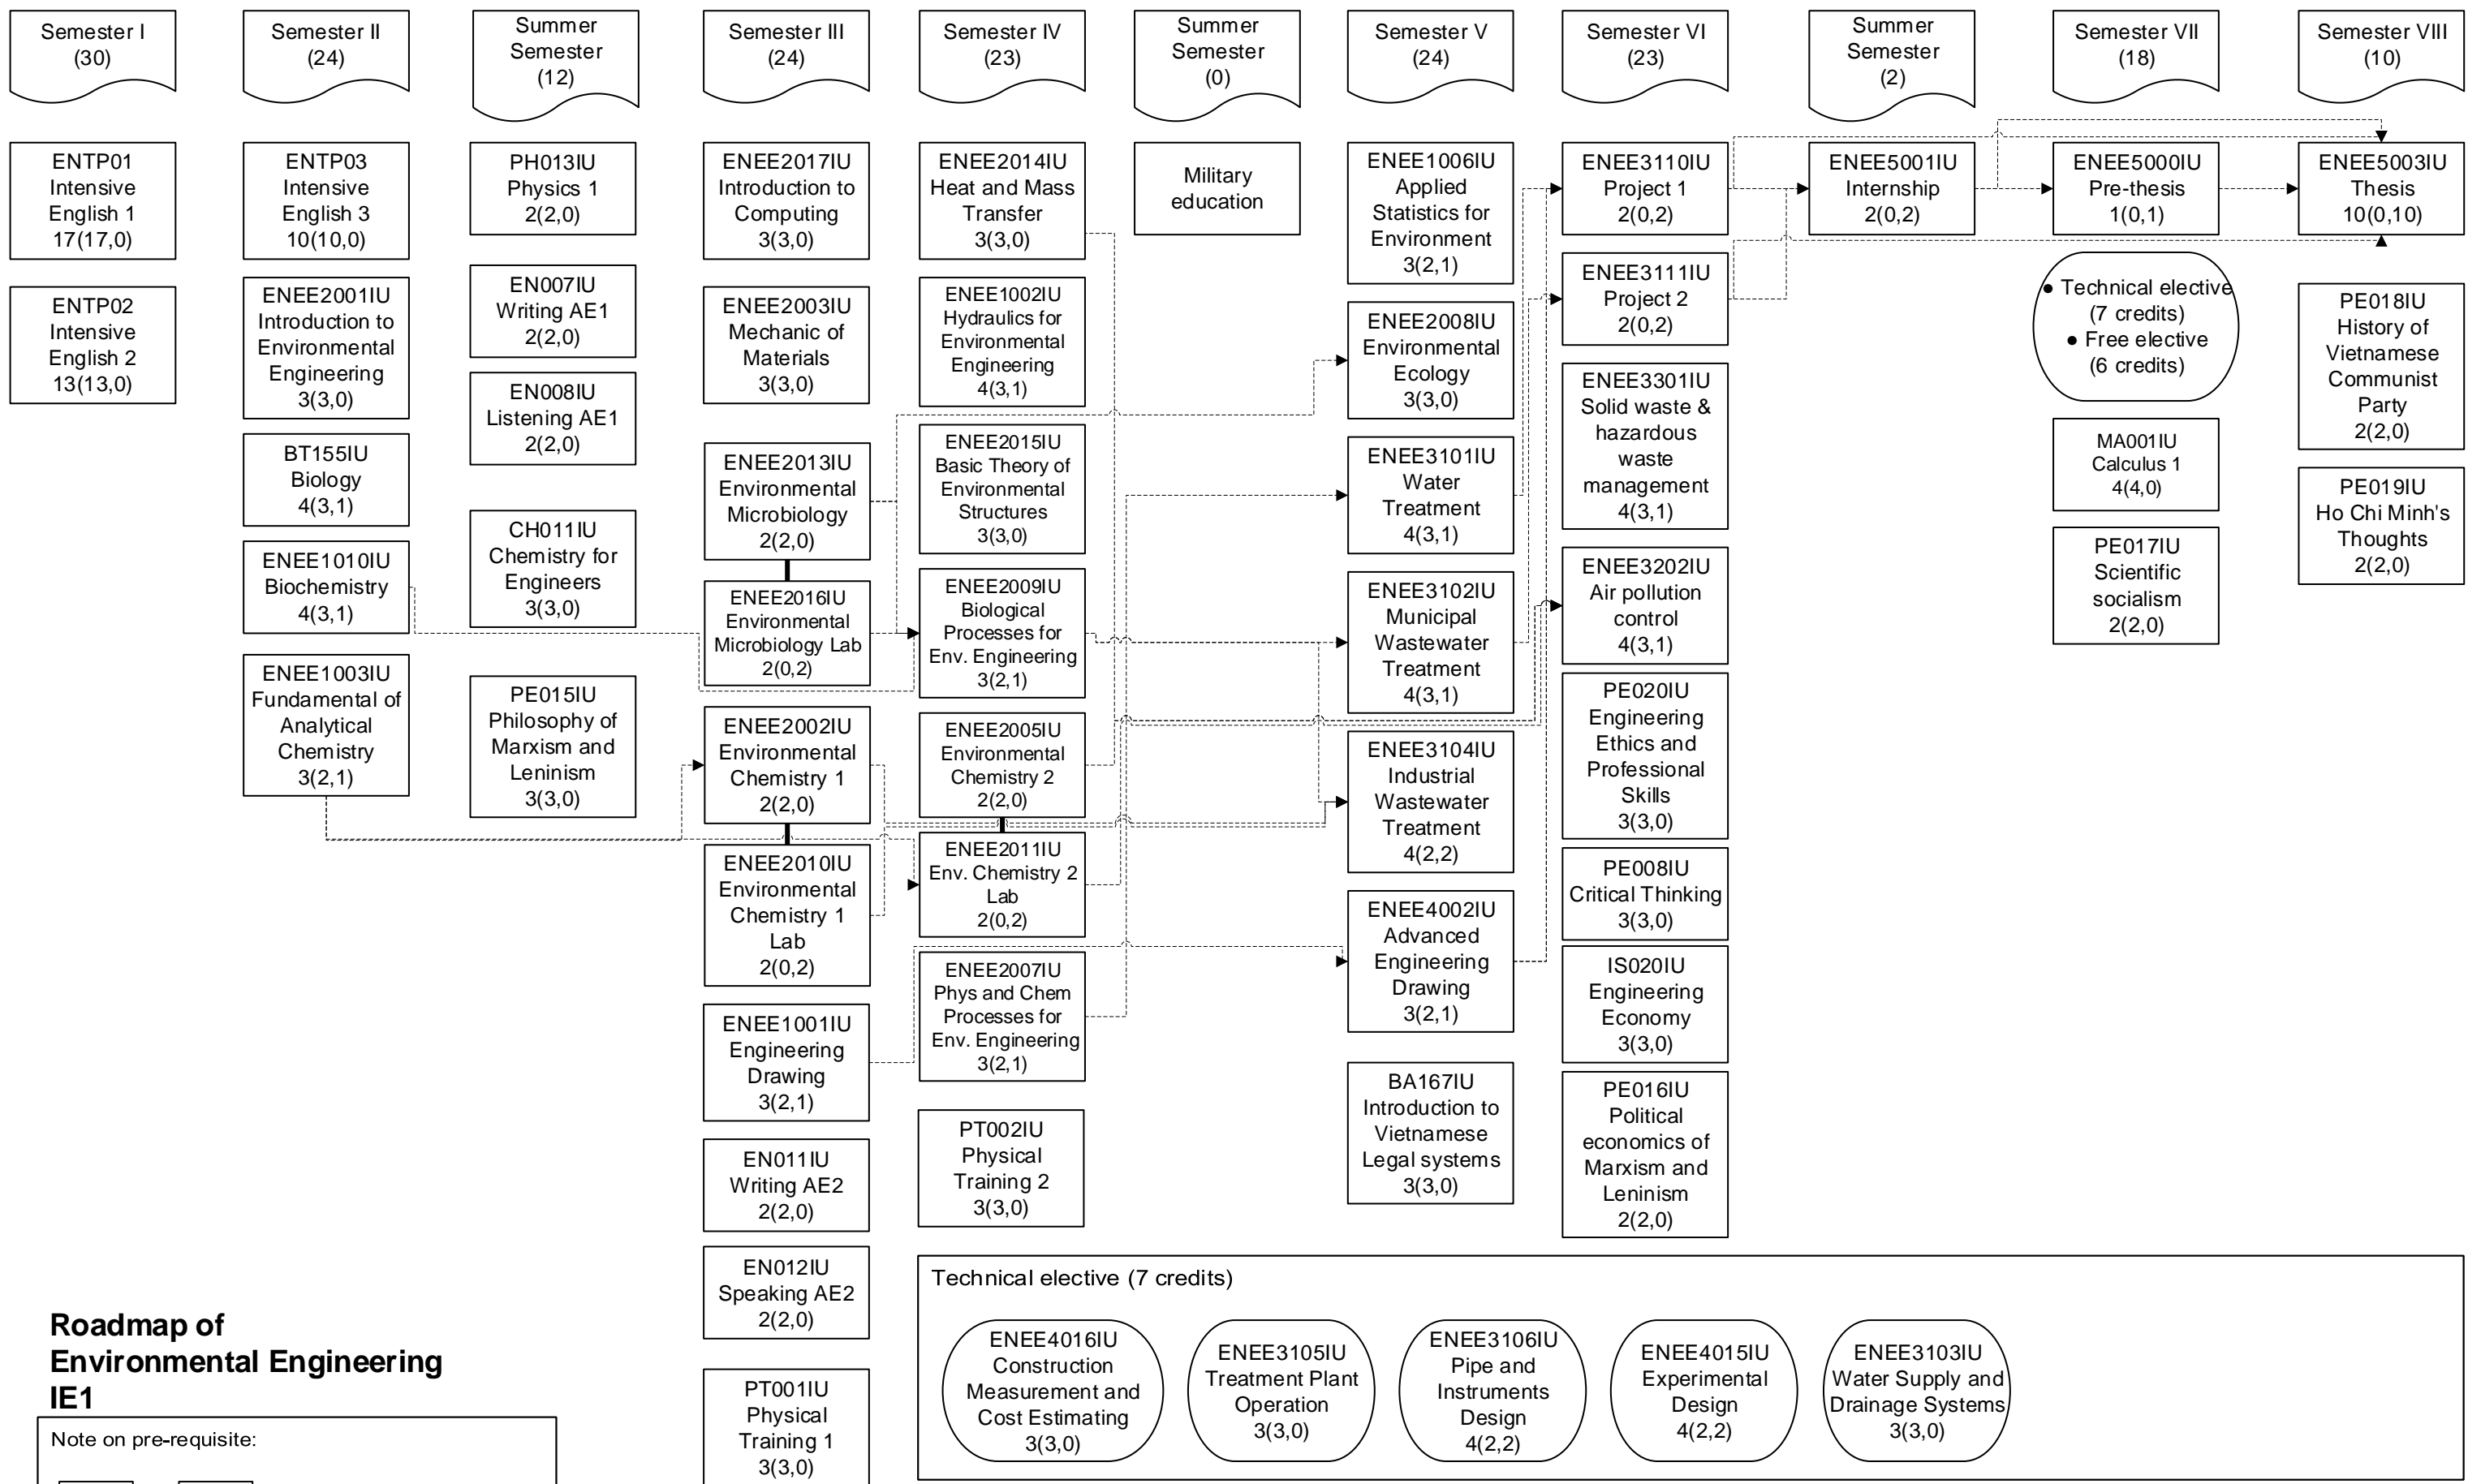 Semester I
(30)
Semester II
(24)
Summer
Semester
(12)
Semester III
(24)
Semester IV
(23)
Summer
Semester
(0)
Semester V
(24)
Semester VI
(23)
Summer
Semester
(2)
Semester VII
(18)
Semester VIII
(10)
ENTP01
Intensive
English 1
17(17,0)
ENTP02
Intensive
English 2
13(13,0)
ENTP03
Intensive
English 3
10(10,0)
ENEE2001IU
Introduction to
Environmental
Engineering
3(3,0)
BT155IU
Biology
4(3,1)
ENEE1010IU
Biochemistry
4(3,1)
ENEE1003IU
Fundamental of
Analytical
Chemistry
3(2,1)
PH013IU
Physics 1
2(2,0)
EN007IU
Writing AE1
2(2,0)
EN008IU
Listening AE1
2(2,0)
CH011IU
Chemistry for
Engineers
3(3,0)
PE015IU
Philosophy of
Marxism and
Leninism
3(3,0)
ENEE2017IU
Introduction to
Computing
3(3,0)
ENEE2003IU
Mechanic of
Materials
3(3,0)
ENEE2013IU
Environmental
Microbiology
2(2,0)
ENEE2016IU
Environmental
Microbiology Lab
2(0,2)
ENEE2002IU
Environmental
Chemistry 1
2(2,0)
ENEE2010IU
Environmental
Chemistry 1
Lab
2(0,2)
ENEE1001IU
Engineering
Drawing
3(2,1)
EN011IU
Writing AE2
2(2,0)
EN012IU
Speaking AE2
2(2,0)
PT001IU
Physical
Training 1
3(3,0)
ENEE2014IU
Heat and Mass
Transfer
3(3,0)
ENEE1002IU
Hydraulics for
Environmental
Engineering
4(3,1)
ENEE2015IU
Basic Theory of
Environmental
Structures
3(3,0)
ENEE2009IU
Biological
Processes for
Env. Engineering
3(2,1)
ENEE2005IU
Environmental
Chemistry 2
2(2,0)
ENEE2011IU
Env. Chemistry 2
Lab
2(0,2)
ENEE2007IU
Phys and Chem
Processes for
Env. Engineering
3(2,1)
PT002IU
Physical
Training 2
3(3,0)
Military
education
ENEE1006IU
Applied
Statistics for
Environment
3(2,1)
ENEE2008IU
Environmental
Ecology
3(3,0)
ENEE3101IU
Water
Treatment
4(3,1)
ENEE3102IU
Municipal
Wastewater
Treatment
4(3,1)
ENEE3104IU
Industrial
Wastewater
Treatment
4(2,2)
ENEE4002IU
Advanced
Engineering
Drawing
3(2,1)
BA167IU
Introduction to
Vietnamese
Legal systems
3(3,0)
ENEE3110IU
Project 1
2(0,2)
ENEE3111IU
Project 2
2(0,2)
ENEE3301IU
Solid waste &
hazardous
waste
management
4(3,1)
ENEE3202IU
Air pollution
control
4(3,1)
PE020IU
Engineering
Ethics and
Professional
Skills
3(3,0)
PE008IU
Critical Thinking
3(3,0)
IS020IU
Engineering
Economy
3(3,0)
PE016IU
Political
economics of
Marxism and
Leninism
2(2,0)
ENEE5001IU
Internship
2(0,2)
ENEE5000IU
Pre-thesis
1(0,1)
● Technical elective
(7 credits)
● Free elective
(6 credits)
MA001IU
Calculus 1
4(4,0)
PE017IU
Scientific
socialism
2(2,0)
ENEE5003IU
Thesis
10(0,10)
PE018IU
History of
Vietnamese
Communist
Party
2(2,0)
PE019IU
Ho Chi Minh's
Thoughts
2(2,0)
Technical elective (7 credits)
ENEE4016IU
Construction
Measurement and
Cost Estimating
3(3,0)
ENEE3105IU
Treatment Plant
Operation
3(3,0)
ENEE3106IU
Pipe and
Instruments
Design
4(2,2)
ENEE4015IU
Experimental
Design
4(2,2)
ENEE3103IU
Water Supply and
Drainage Systems
3(3,0)
Roadmap of
Environmental Engineering
IE1
Note on pre-requisite: